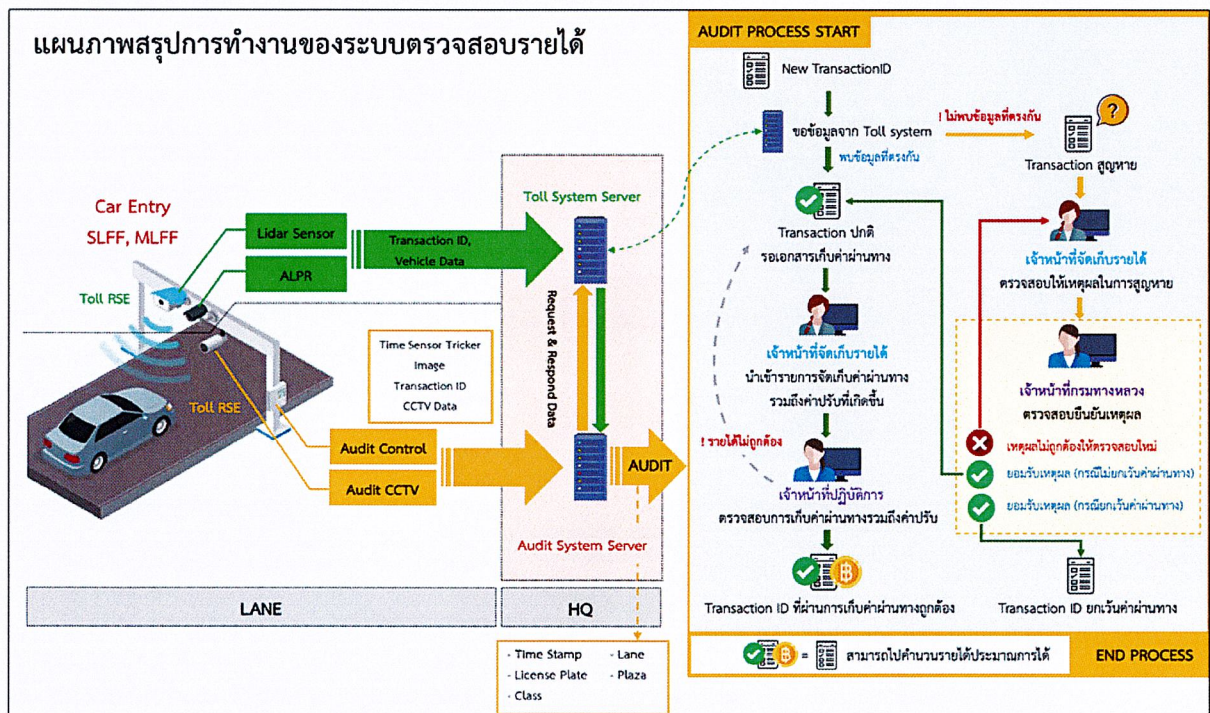 แผนภาพสรุปการทำงานของระบบตรวจสอบรายได้
Car Entry
SLFF, MLFF
Toll RSE
Toll RSE
Lidar Sensor
ALPR
Transaction ID,
Vehicle Data
Time Sensor Tricker
Image
Transaction ID
CCTV Data
Audit Control
Audit CCTV
Toll System Server
Request & Respond Data
AUDIT
Audit System Server
LANE
HQ
- Time Stamp
- Lane
- License Plate
- Plaza
- Class
AUDIT PROCESS START
New TransactionID
ขอข้อมูลจาก Toll system
! ไม่พบข้อมูลที่ตรงกัน
?
พบข้อมูลที่ตรงกัน
Transaction สูญหาย
Transaction ปกติ
รอเอกสารเก็บค่าผ่านทาง
เจ้าหน้าที่จัดเก็บรายได้
ตรวจสอบให้เหตุผลในการสูญหาย
เจ้าหน้าที่จัดเก็บรายได้
นำเข้ารายการจัดเก็บค่าผ่านทาง
รวมถึงค่าปรับที่เกิดขึ้น
เจ้าหน้าที่กรมทางหลวง
ตรวจสอบยืนยันเหตุผล
! รายได้ไม่ถูกต้อง
เหตุผลไม่ถูกต้องให้ตรวจสอบใหม่
ยอมรับเหตุผล (กรณีไม่ยกเว้นค่าผ่านทาง)
ยอมรับเหตุผล (กรณียกเว้นค่าผ่านทาง)
เจ้าหน้าที่ปฏิบัติการ
ตรวจสอบการเก็บค่าผ่านทางรวมถึงค่าปรับ
฿
Transaction ID ที่ผ่านการเก็บค่าผ่านทางถูกต้อง
Transaction ID ยกเว้นค่าผ่านทาง
฿ = สามารถไปคำนวนรายได้ประมาณการได้
END PROCESS